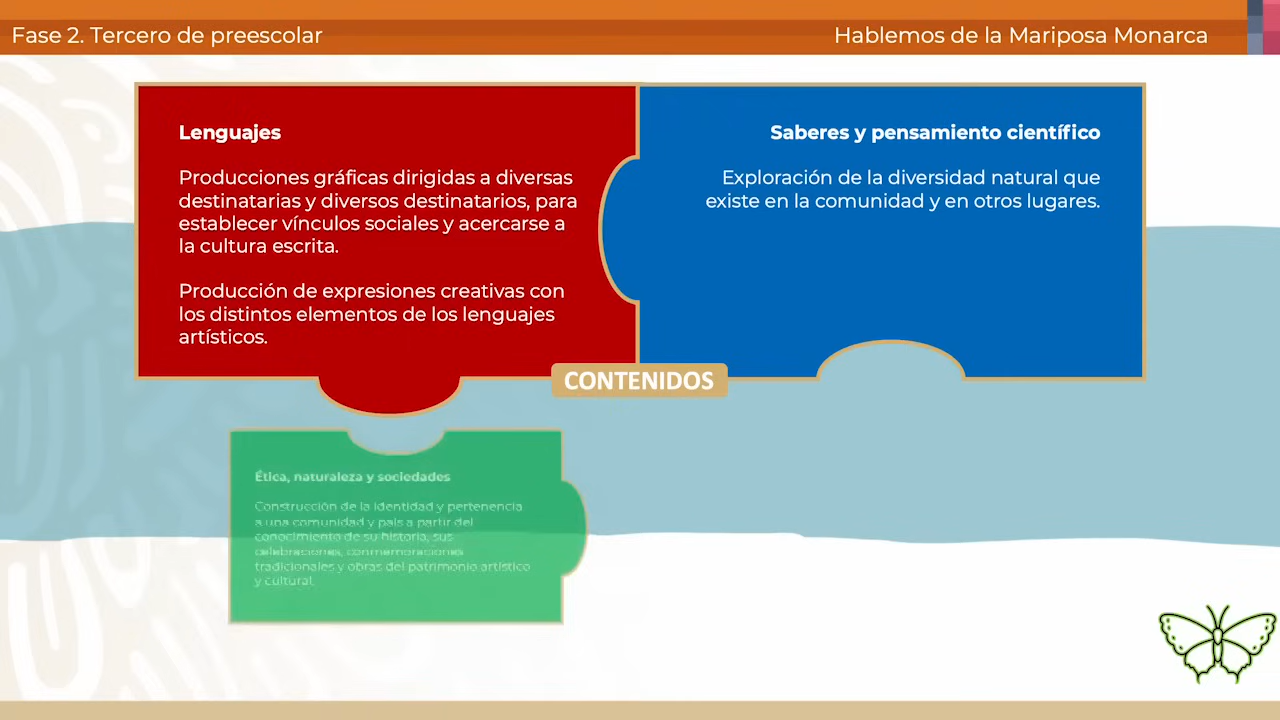 Fase 2. Tercero de preescolar
Hablemos de la Mariposa Monarca
Lenguajes
Producciones gráficas dirigidas a diversas
destinatarias y diversos destinatarios, para
establecer vínculos sociales y acercarse a
la cultura escrita.
Producción de expresiones creativas con
los distintos elementos de los lenguajes
artísticos.
Saberes y pensamiento científico
Exploración de la diversidad natural que
existe en la comunidad y en otros lugares.
CONTENIDOS
Ética, naturaleza y sociedades
Construcción de la identidad y pertenencia
a una comunidad y país a partir del
conocimiento de su historia, sus
celebraciones, conmemoraciones
tradicionales y obras del patrimonio artístico
y cultural.